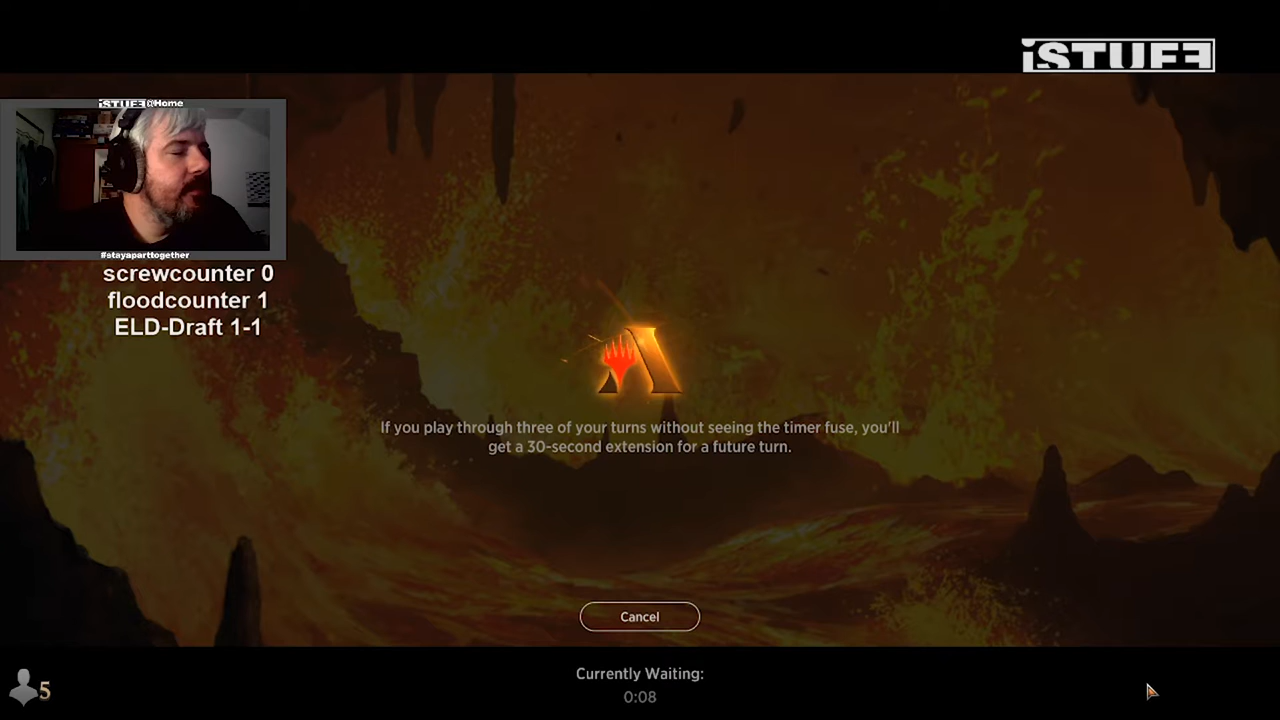 iSTUFF
iSTUFF@Home
#stayaparttogether
screwcounter 0
floodcounter 1
ELD-Draft 1-1
If you play through three of your turns without seeing the timer fuse, you'll
get a 30-second extension for a future turn.
Cancel
Currently Waiting:
0:08
5